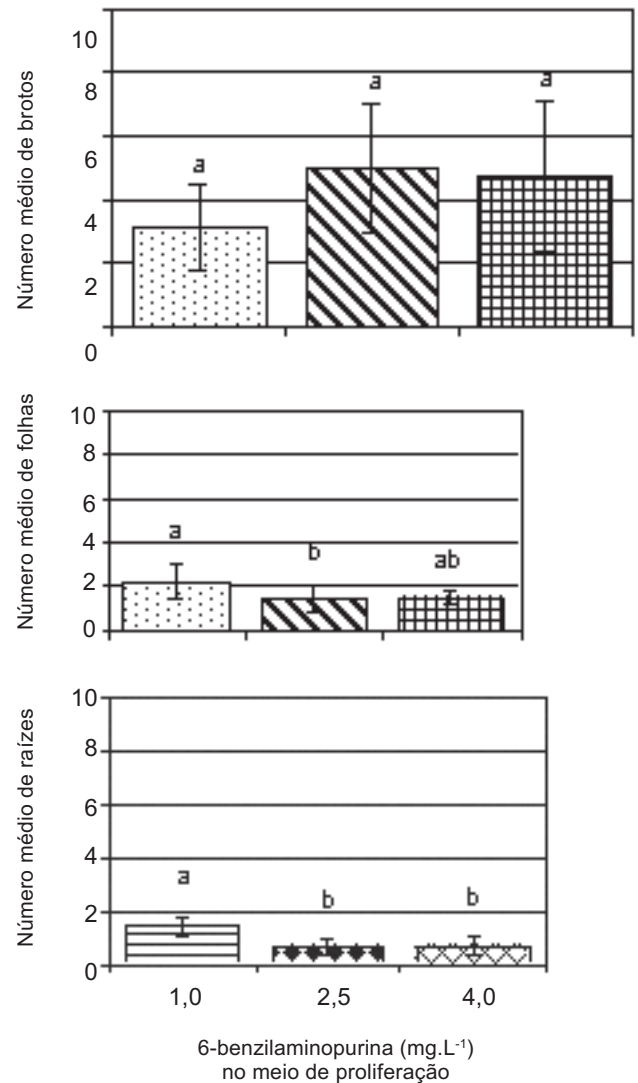 Número médio de brotos
10
8
6
4
2
0
a
a
a
Número médio de folhas
10
8
6
4
2
0
a
b
ab
Número médio de raízes
10
8
6
4
2
0
a
b
b
1,0 2,5 4,0
6-benzilaminopurina (mg.L⁻¹)
no meio de proliferação